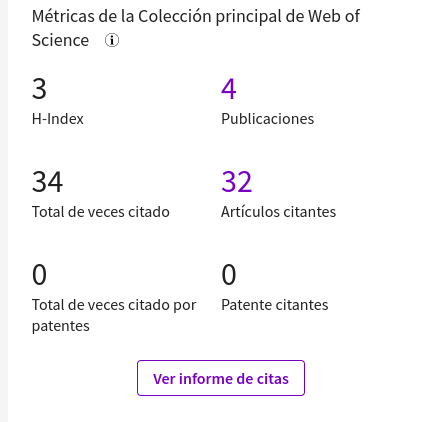 Métricas de la Colección principal de Web of
Science
3
H-Index
4
Publicaciones
34
Total de veces citado
32
Artículos citantes
0
Total de veces citado por
patentes
0
Patente citantes
Ver informe de citas